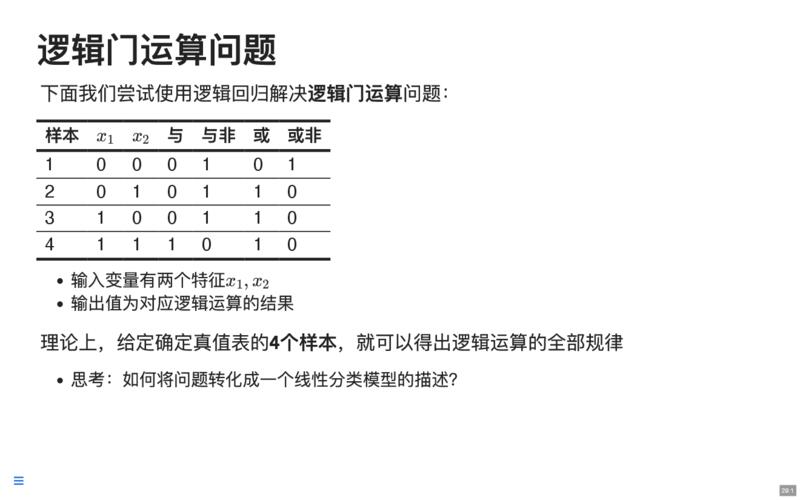 逻辑门运算问题
下面我们尝试使用逻辑回归解决逻辑门运算问题：
样本 x1 x2 与 与非 或 或非
1 0 0 0 1 0 1
2 0 1 0 1 1 0
3 1 0 0 1 1 0
4 1 1 1 0 1 0
• 输入变量有两个特征x1, x2
• 输出值为对应逻辑运算的结果
理论上，给定确定真值表的4个样本，就可以得出逻辑运算的全部规律
• 思考：如何将问题转化成一个线性分类模型的描述?
29.1